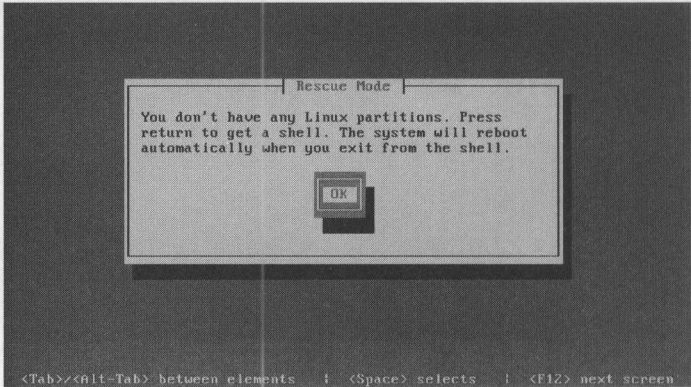 Rescue Mode
You don't have any Linux partitions. Press
return to get a shell. The system will reboot
automatically when you exit from the shell.
OK
<Tab>/<Alt-Tab> between elements | <Space> selects | <F12> next screen